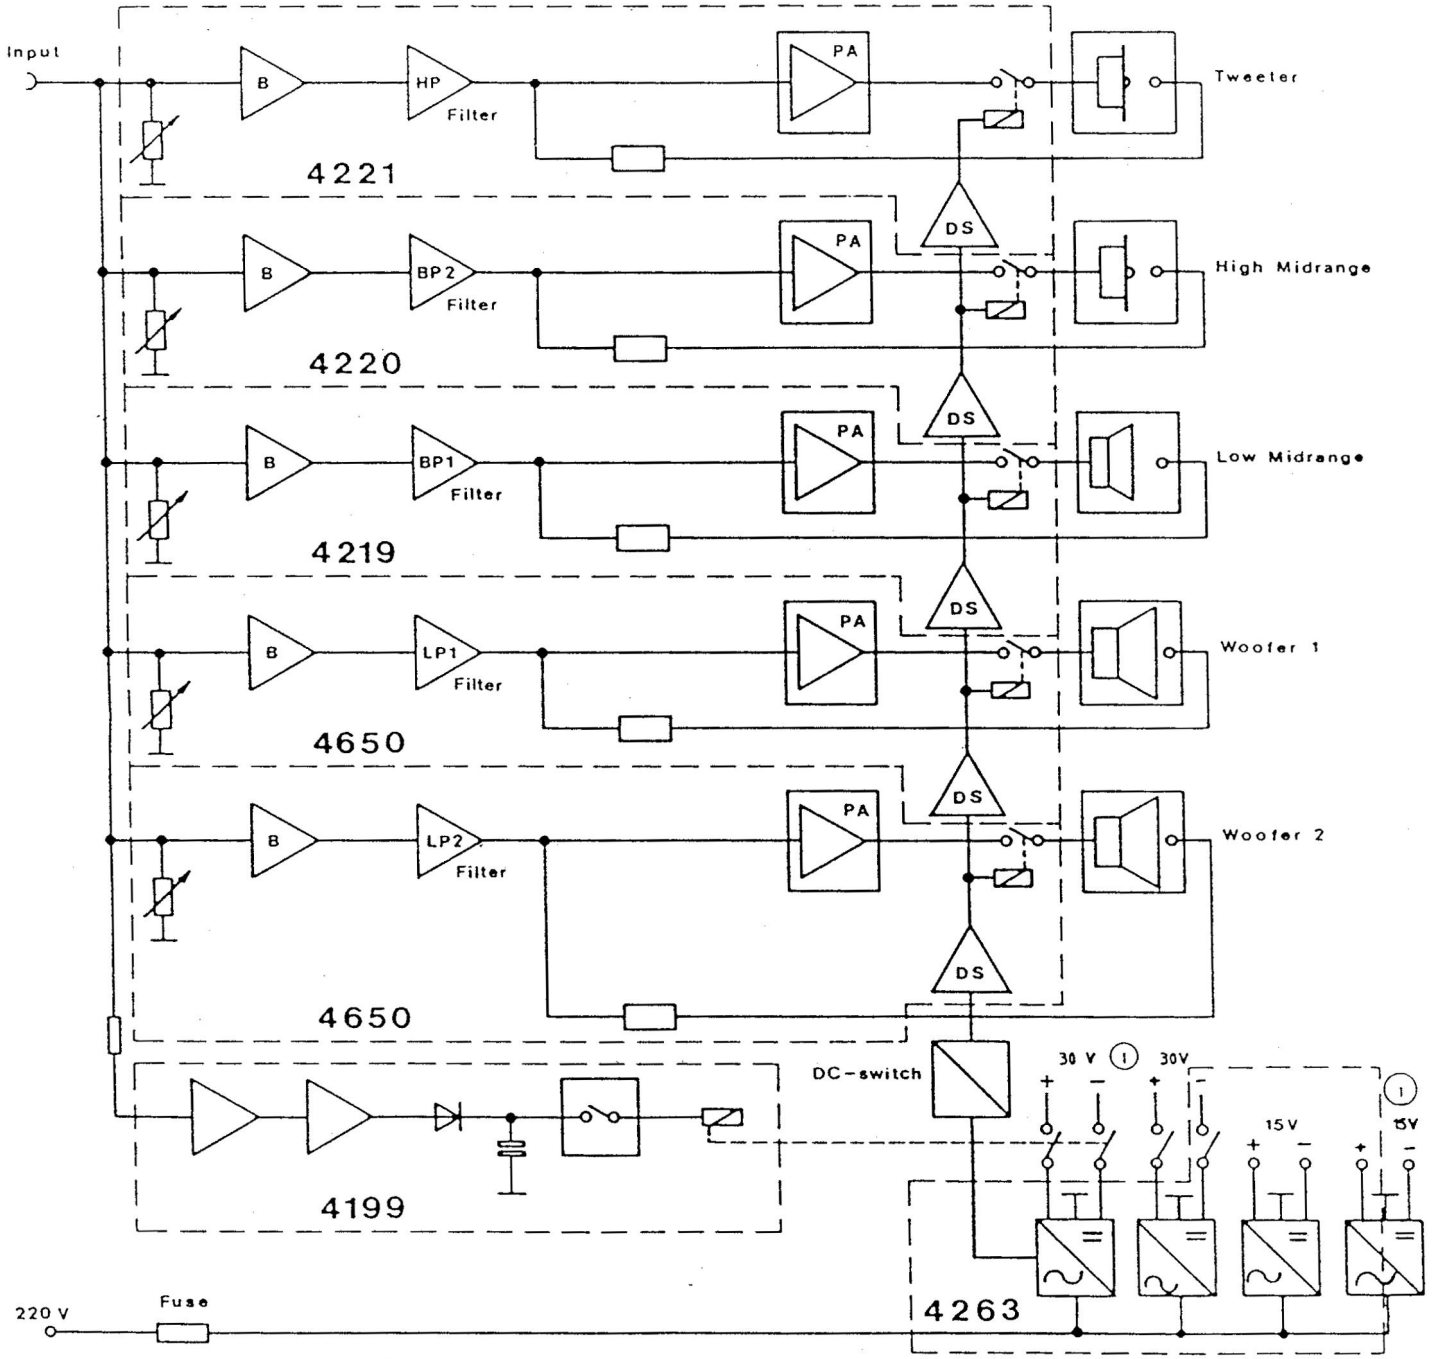 Input
B
HP
Filter
PA
Tweeter
4221
DS
B
BP2
Filter
PA
High Midrange
4220
DS
B
BP1
Filter
PA
Low Midrange
4219
DS
B
LP1
Filter
PA
Woofer 1
4650
DS
B
LP2
Filter
PA
Woofer 2
DS
4650
DC-switch
30 V 1 30V
+ - + -
1
15V 15V
+ - + -
4199
4263
220 V
Fuse